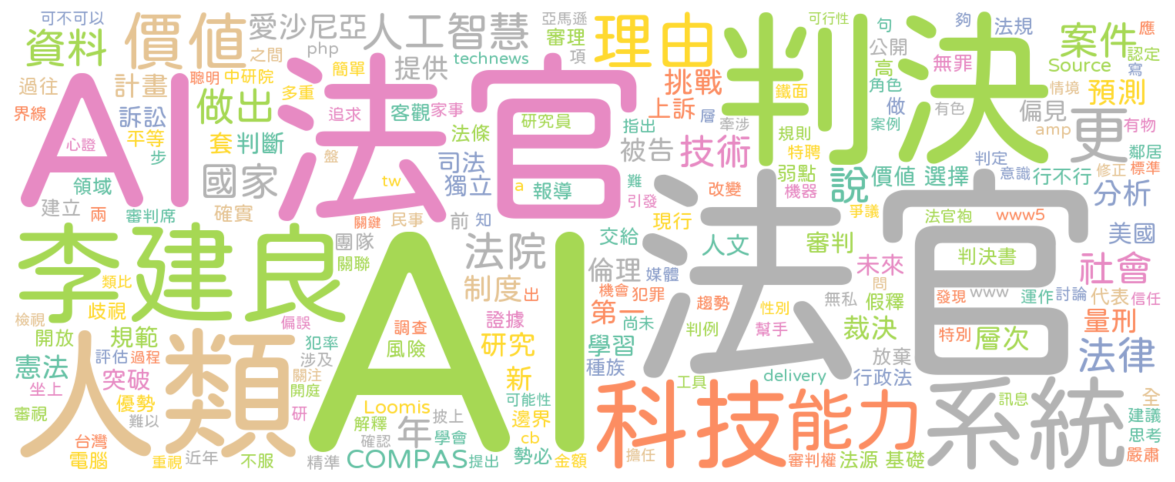 可不可以 愛沙尼亞 人工智慧 亞馬遜 可行性 句 夠 法規 應
資料 價值 之間 php 提供 technews 審理 理由 項 判決 公開 無罪 案件 認定 寫
過往 聰明 中研院 簡單 挑戰 高 Source
界線 計畫 多重 追求 客觀 家事 上訴 鐵面 角色 做 有色 情境 預測
AI法官 訴訟 做出 層 牽涉 案例 偏見 amp 有物
平等 套 判斷 法條 研究員 指出 規則 特聘 更 鄰居
步 心證 盤 司法 被告 技術 弱點 判定 修正 標準
領域 國家 獨立 tw a 報導 難 改變 機器 說 價值 選擇 意識 行不行
建立 兩 審判席 確實 關鍵 民事 前 知 引發 現行 爭議 法官袍 www5 分析
李建良 團隊 法院 交給 人文 審判 判決書 美國
關聯 AI 法官 倫理 媒體 未來 問 社會
類比 制度 出 機會 犯罪 趨勢 性別 無私 假釋 發現 www 運作 討論 代表 信任
檢視 歧視 偏誤 調查 證據 第一 尚未 判例 幫手 裁決 特別 層次 量刑
開放 規範 犯率 風險 研究 學習 放棄 法律
憲法 評估 過程 涉及 種族 行政法
坐上 突破 關注 開庭 新 工具 delivery
人類 優勢 研 可能性 科技 能力 系統 訊息 全
審視 難以 Loomis 披上 邊界 建議
台灣 解釋 年 cb 思考
電腦 重視 近年 不服 精準 確認 學會 COMPAS 提出 勢必 金額 擔任 審判權 法源 基礎 嚴肅